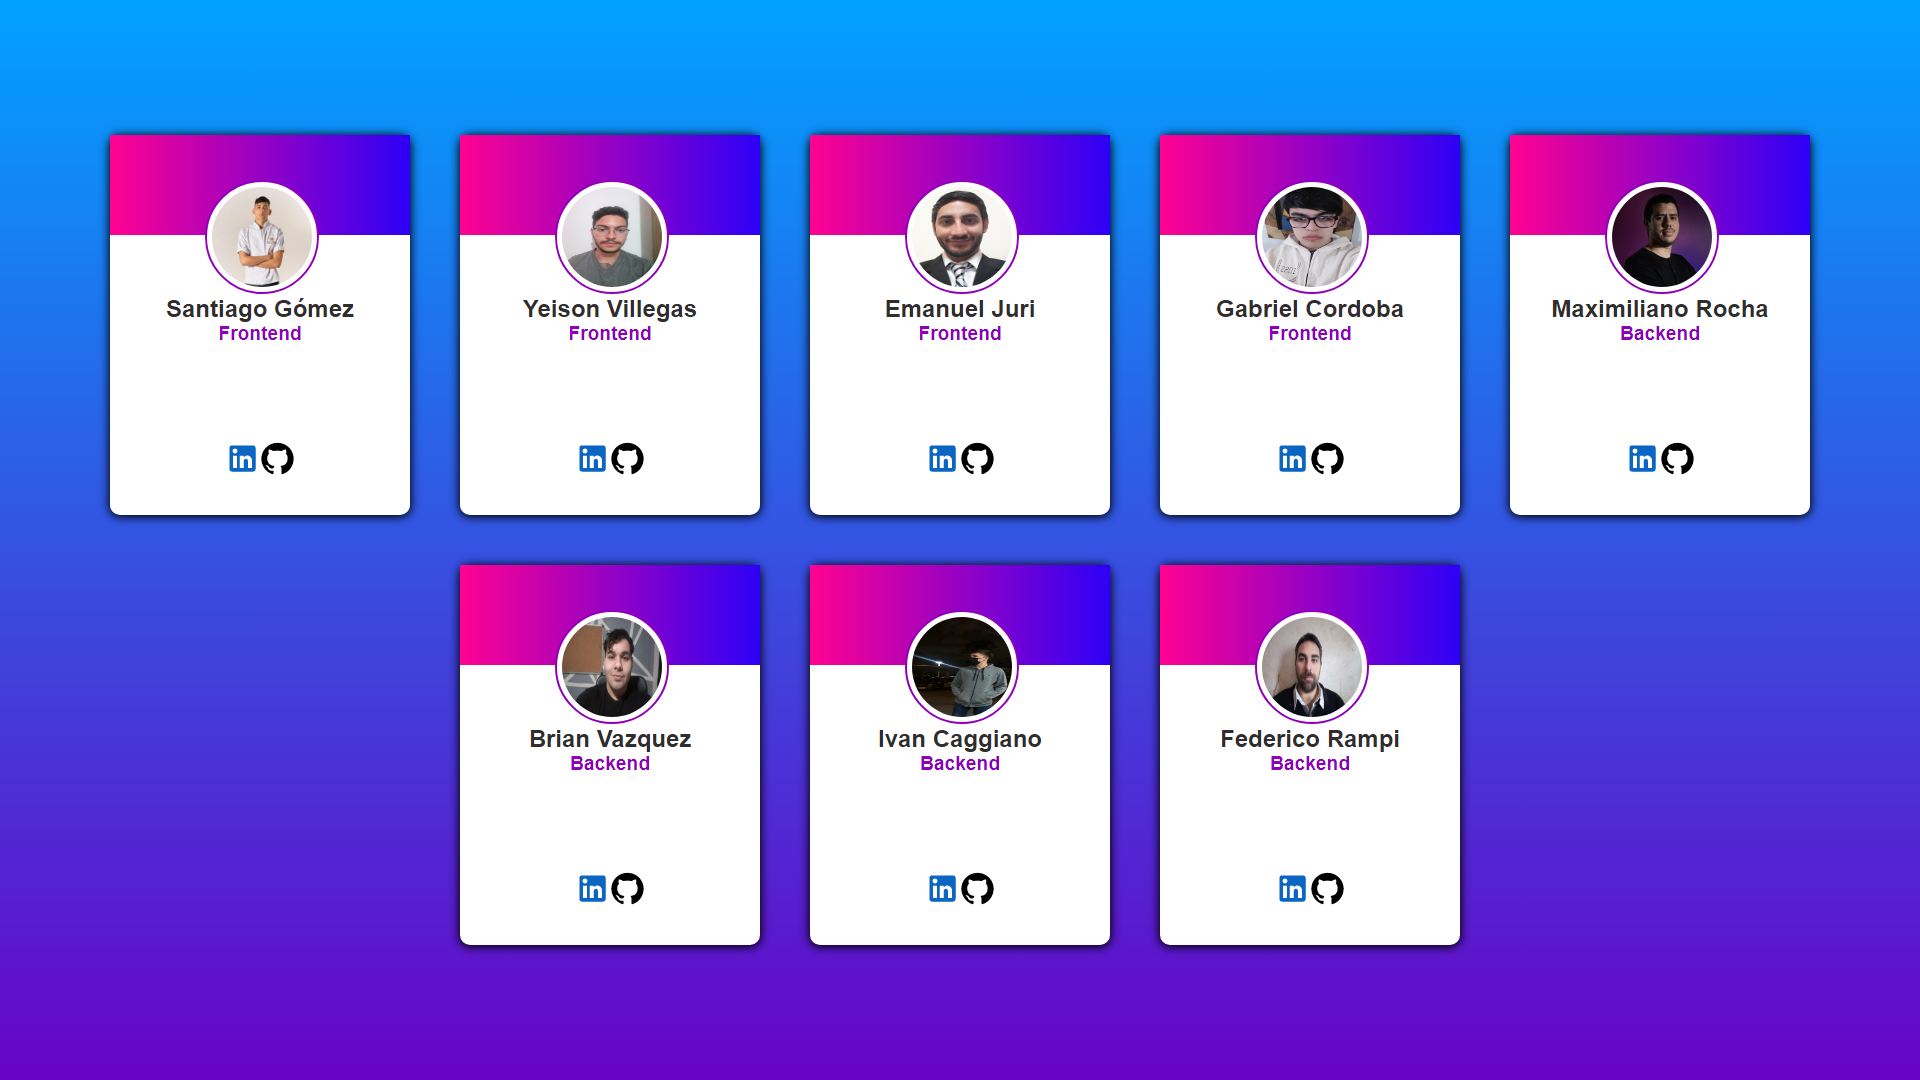 Santiago Gómez
Frontend
in
Yeison Villegas
Frontend
in
Emanuel Juri
Frontend
in
Gabriel Cordoba
Frontend
in
Maximiliano Rocha
Backend
in
Brian Vazquez
Backend
in
Ivan Caggiano
Backend
in
Federico Rampi
Backend
in